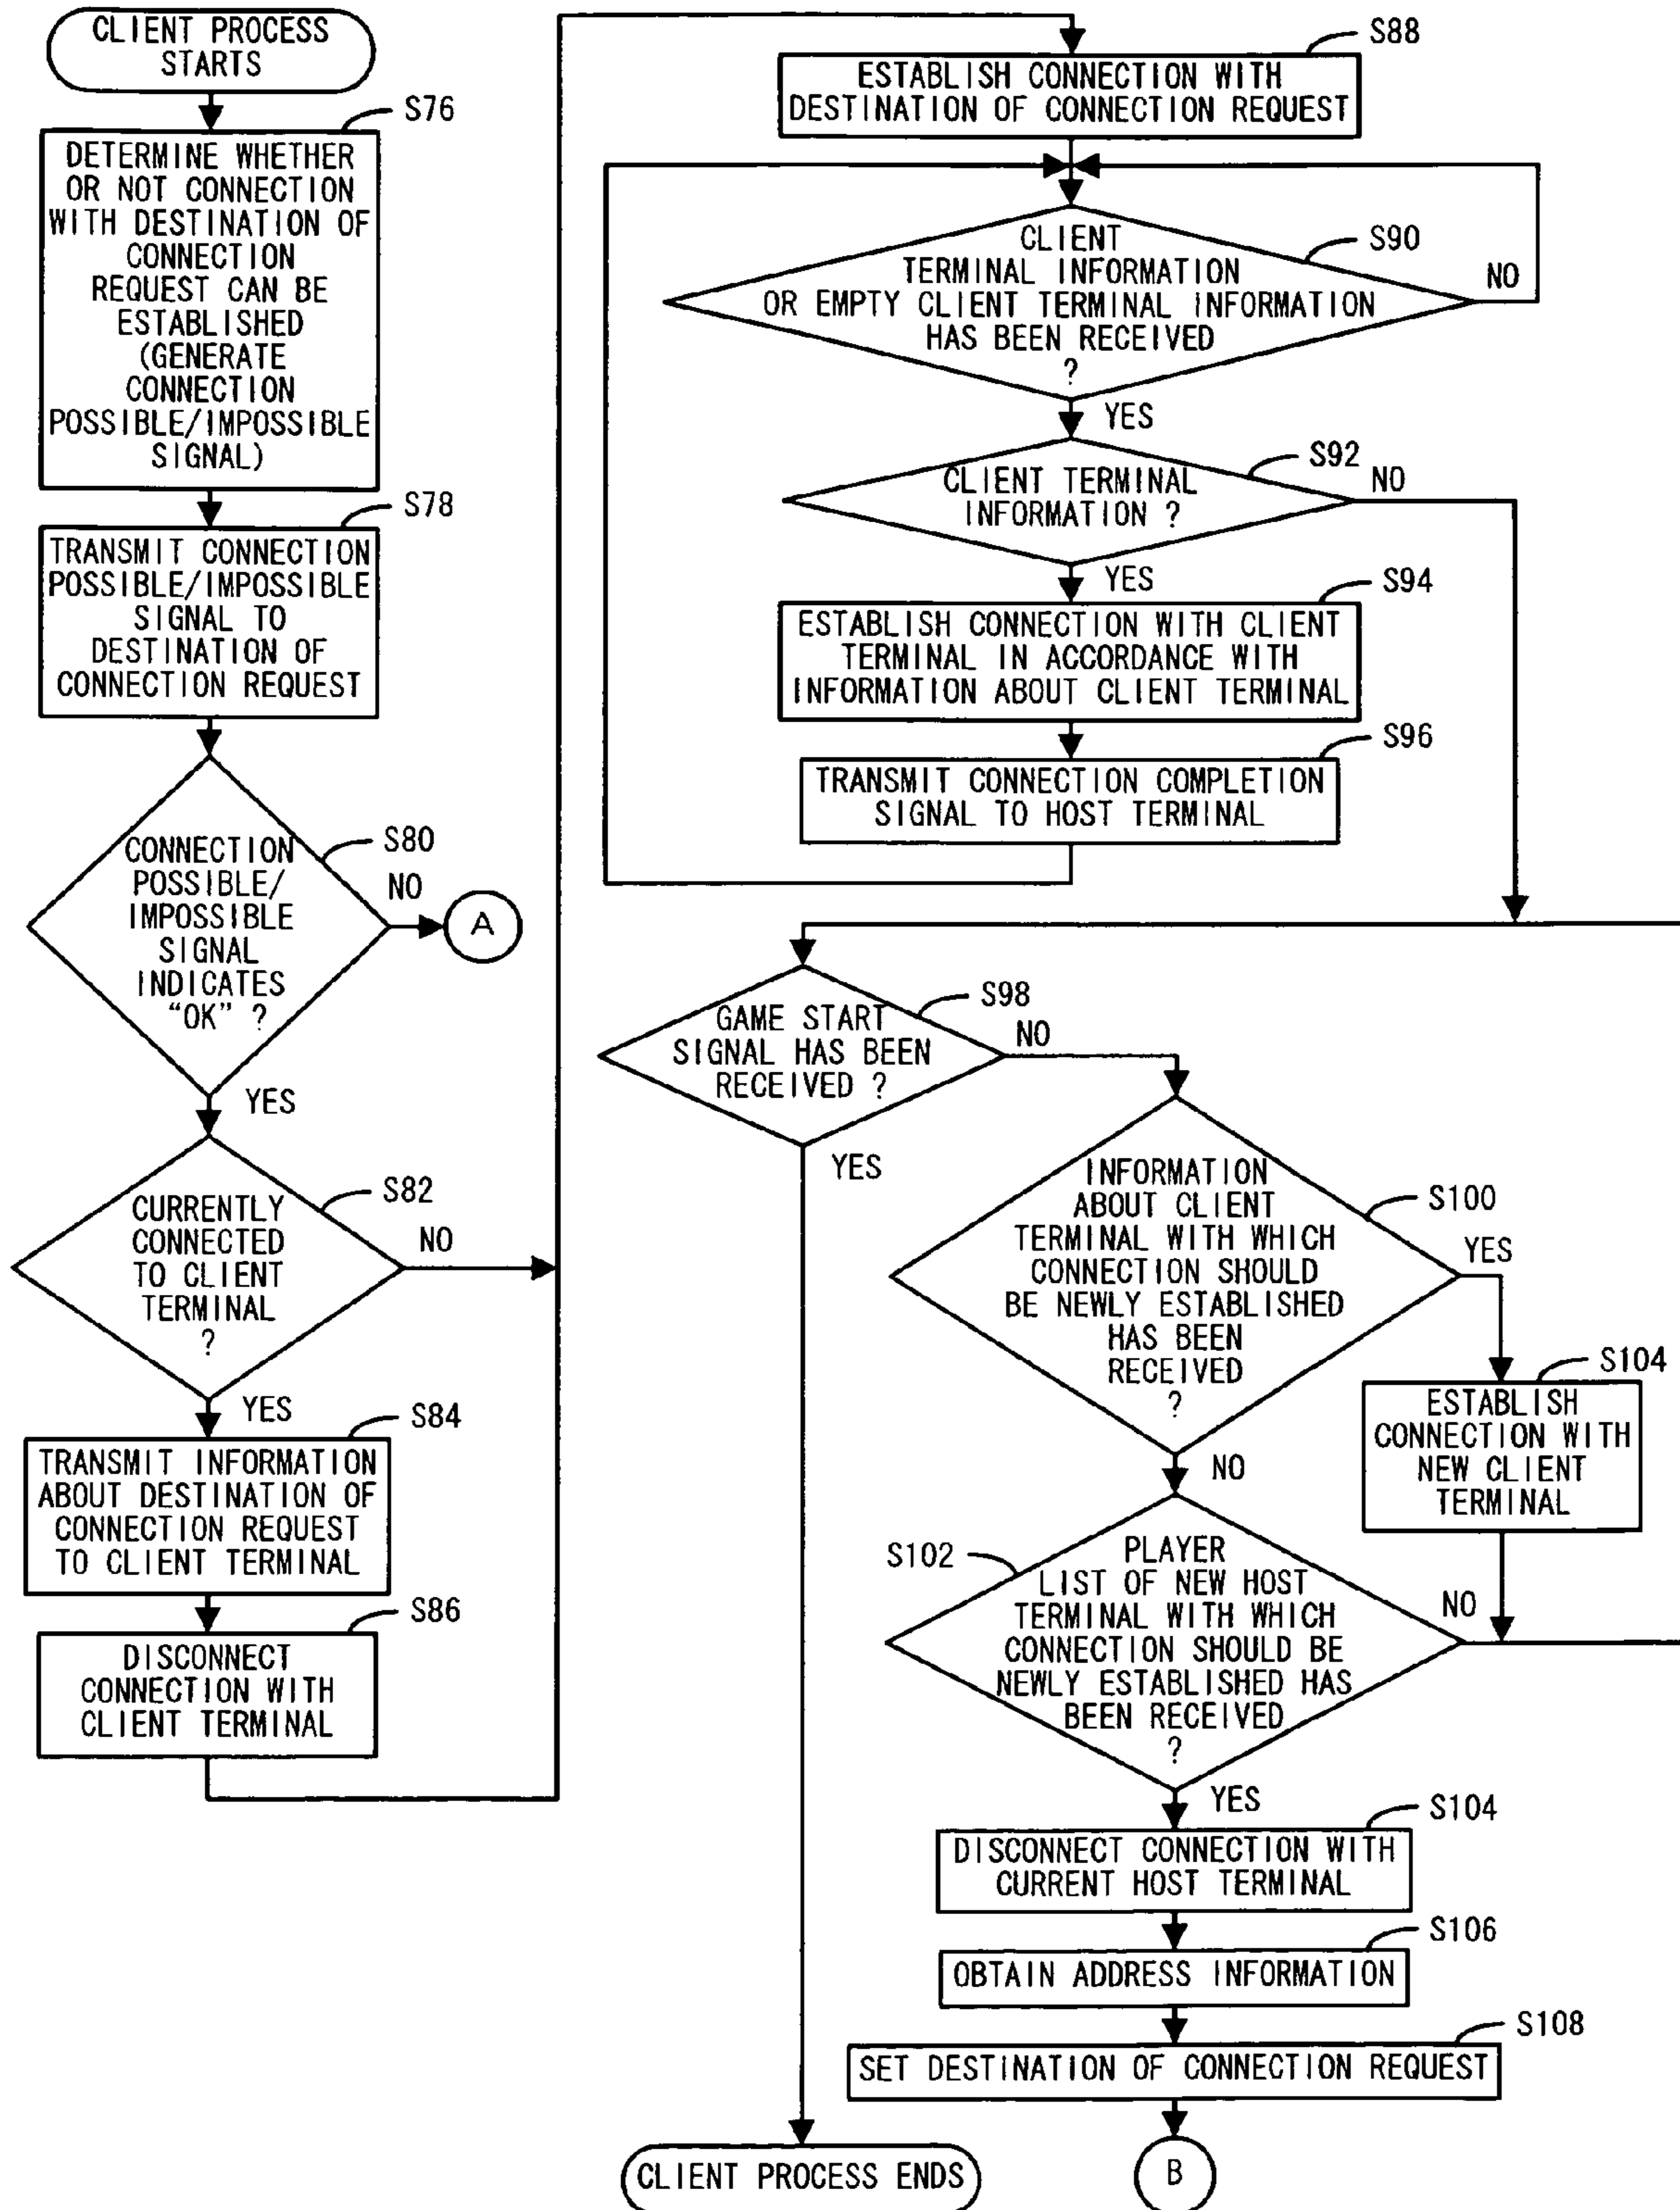 CLIENT PROCESS
STARTS
S76
DETERMINE WHETHER
OR NOT CONNECTION
WITH DESTINATION OF
CONNECTION
REQUEST CAN BE
ESTABLISHED
(GENERATE
CONNECTION
POSSIBLE/IMPOSSIBLE
SIGNAL)
S78
TRANSMIT CONNECTION
POSSIBLE/IMPOSSIBLE
SIGNAL TO
DESTINATION OF
CONNECTION REQUEST
S80
CONNECTION
POSSIBLE/
IMPOSSIBLE
SIGNAL
INDICATES
“OK” ?
NO
A
YES
S82
CURRENTLY
CONNECTED
TO CLIENT
TERMINAL
?
NO
YES
S84
TRANSMIT INFORMATION
ABOUT DESTINATION OF
CONNECTION REQUEST
TO CLIENT TERMINAL
S86
DISCONNECT
CONNECTION WITH
CLIENT TERMINAL
S88
ESTABLISH CONNECTION WITH
DESTINATION OF CONNECTION REQUEST
S90
CLIENT
TERMINAL INFORMATION
OR EMPTY CLIENT TERMINAL INFORMATION
HAS BEEN RECEIVED
?
NO
YES
S92
CLIENT TERMINAL
INFORMATION ?
NO
YES
S94
ESTABLISH CONNECTION WITH CLIENT
TERMINAL IN ACCORDANCE WITH
INFORMATION ABOUT CLIENT TERMINAL
S96
TRANSMIT CONNECTION COMPLETION
SIGNAL TO HOST TERMINAL
S98
GAME START
SIGNAL HAS BEEN
RECEIVED ?
NO
YES
S100
INFORMATION
ABOUT CLIENT
TERMINAL WITH WHICH
CONNECTION SHOULD
BE NEWLY ESTABLISHED
HAS BEEN
RECEIVED
?
YES
NO
S104
ESTABLISH
CONNECTION WITH
NEW CLIENT
TERMINAL
S102
PLAYER
LIST OF NEW HOST
TERMINAL WITH WHICH
CONNECTION SHOULD BE
NEWLY ESTABLISHED HAS
BEEN RECEIVED
?
NO
YES
S104
DISCONNECT CONNECTION WITH
CURRENT HOST TERMINAL
S106
OBTAIN ADDRESS INFORMATION
S108
SET DESTINATION OF CONNECTION REQUEST
CLIENT PROCESS ENDS
B